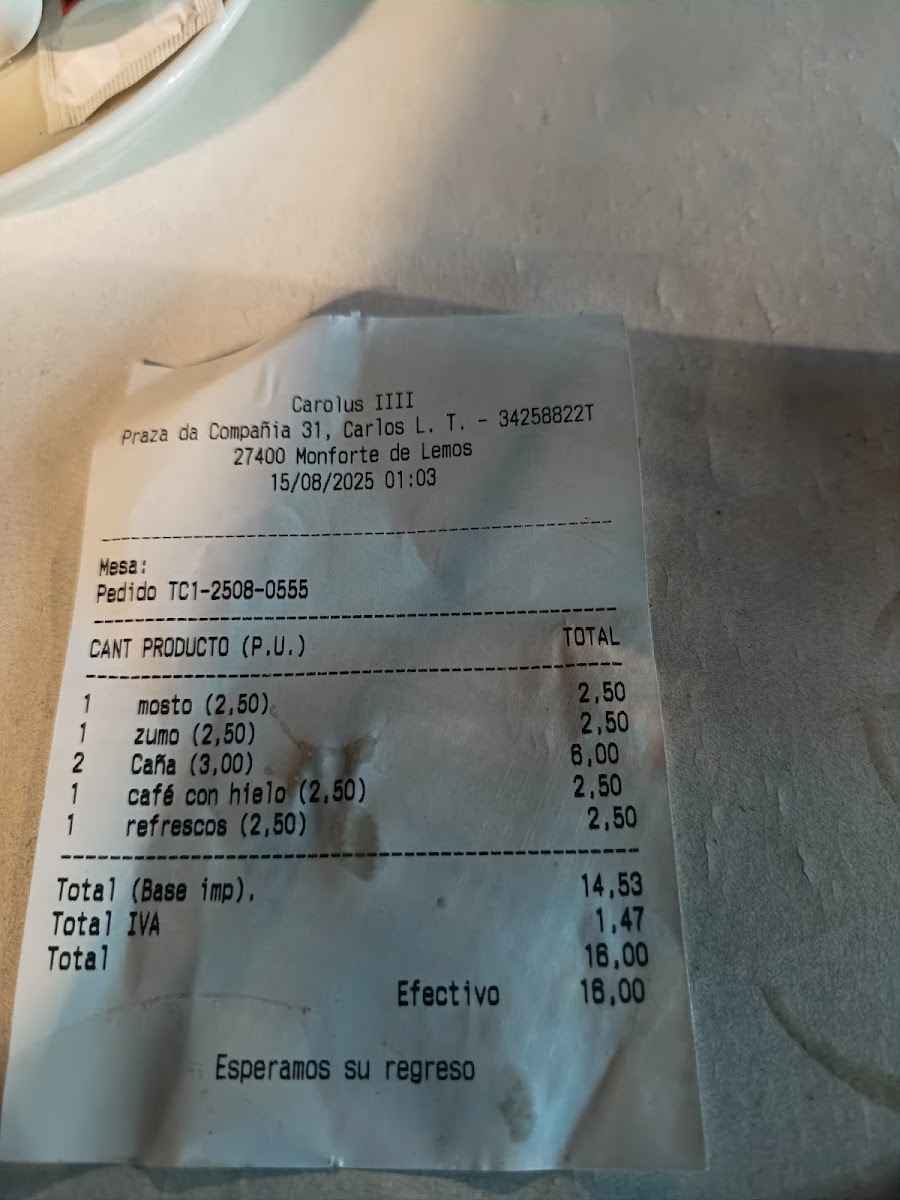 Carolus IIII
Praza da Compañia 31, Carlos L. T. - 34258822T
27400 Monforte de Lemos
15/08/2025 01:03
Mesa:
Pedido TC1-2508-0555
CANT PRODUCTO (P.U.) TOTAL
1 mosto (2,50) 2,50
1 zumo (2,50) 2,50
2 Caña (3,00) 6,00
1 café con hielo (2,50) 2,50
1 refrescos (2,50) 2,50
Total (Base imp). 14,53
Total IVA 1,47
Total 16,00
Efectivo 16,00
Esperamos su regreso